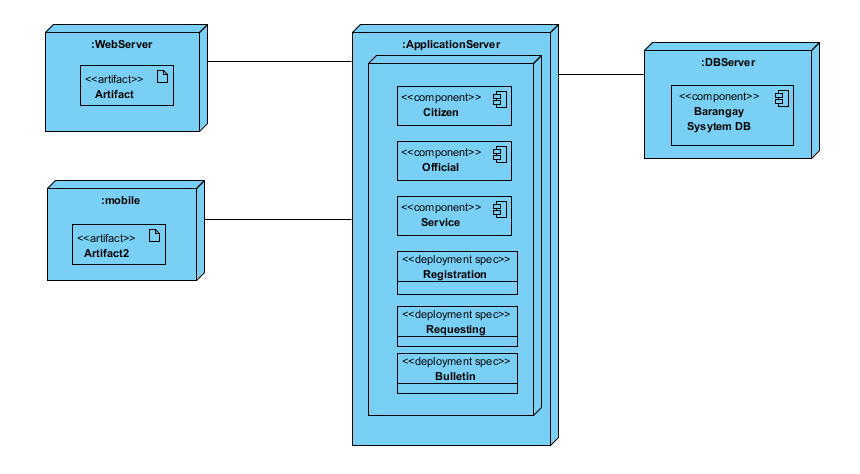 :WebServer
<<artifact>>
Artifact
:mobile
<<artifact>>
Artifact2
:ApplicationServer
<<component>>
Citizen
<<component>>
Official
<<component>>
Service
<<deployment spec>>
Registration
<<deployment spec>>
Requesting
<<deployment spec>>
Bulletin
:DBServer
<<component>>
Barangay
Sysytem DB